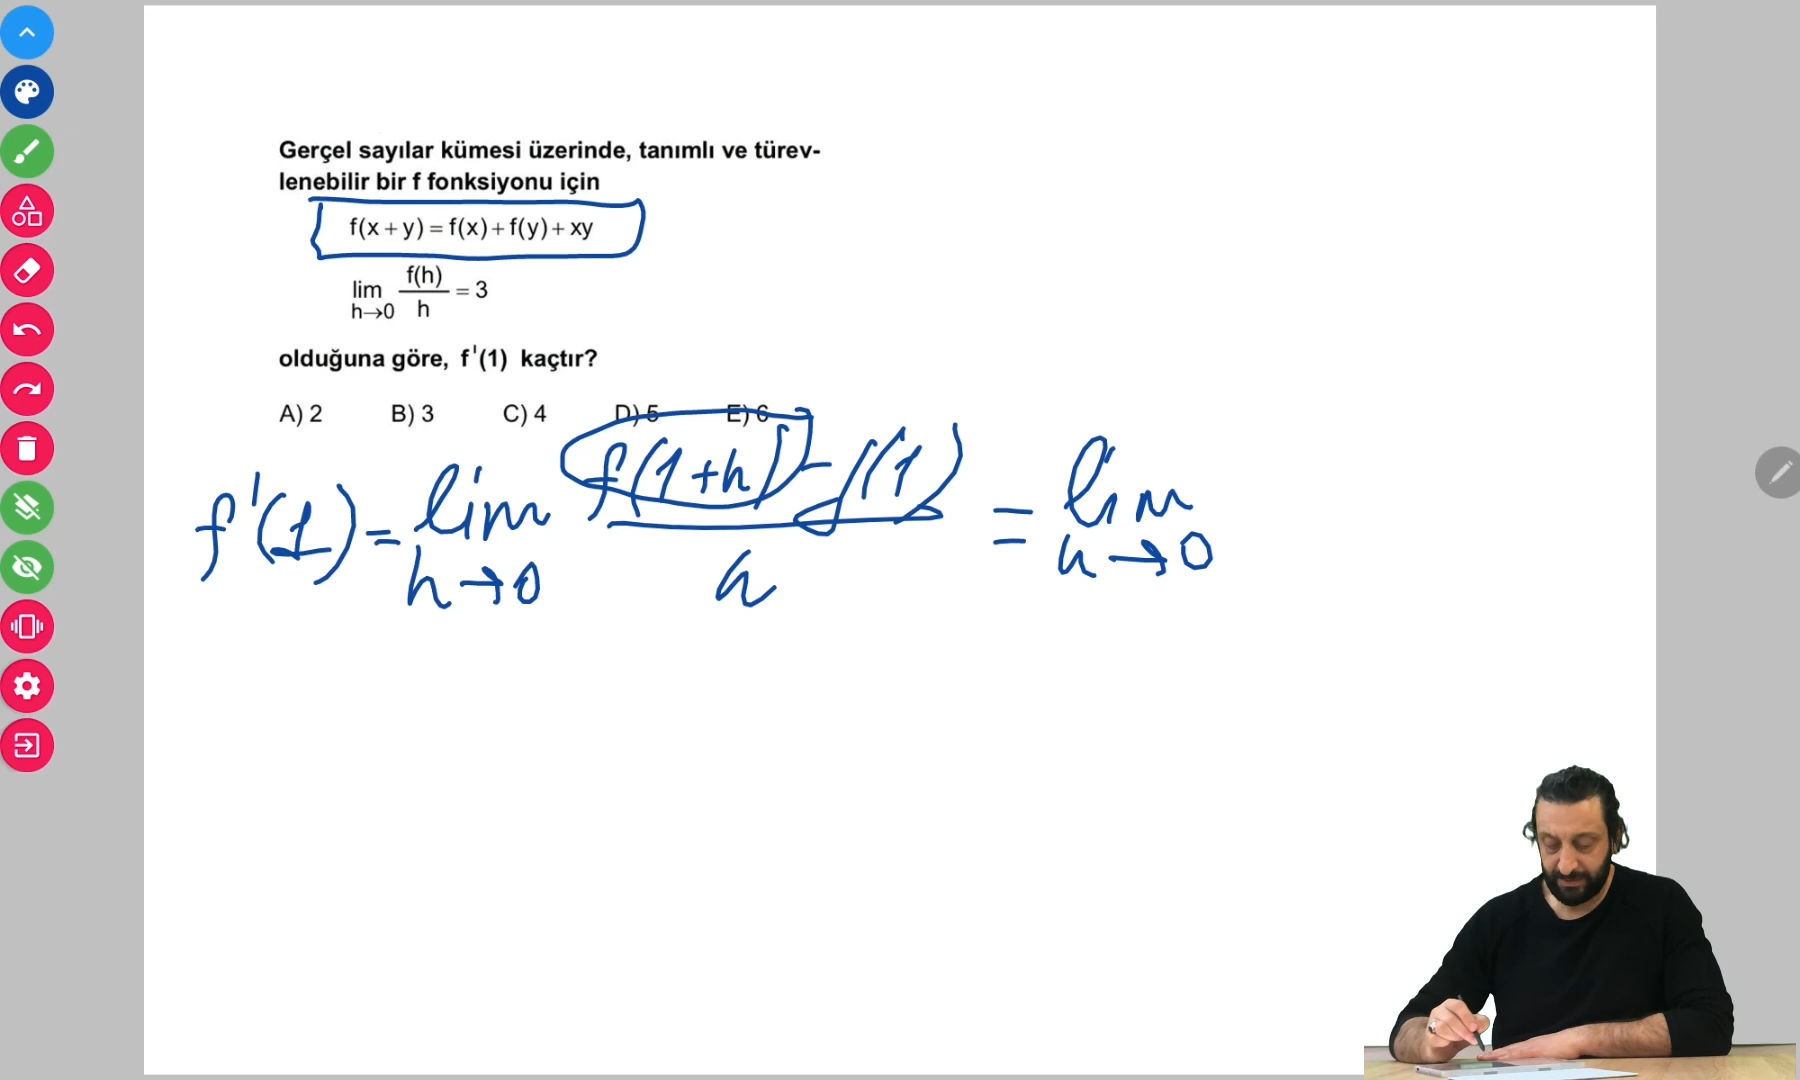 Gerçel sayılar kümesi üzerinde, tanımlı ve türev-
lenebilir bir f fonksiyonu için
f(x + y) = f(x) + f(y) + xy
lim h→0 f(h)/h = 3
olduğuna göre, f'(1) kaçtır?
A) 2 B) 3 C) 4 D) 5 E) 6
f'(1) = lim h→0 (f(1+h) - f(1))/h = lim h→0